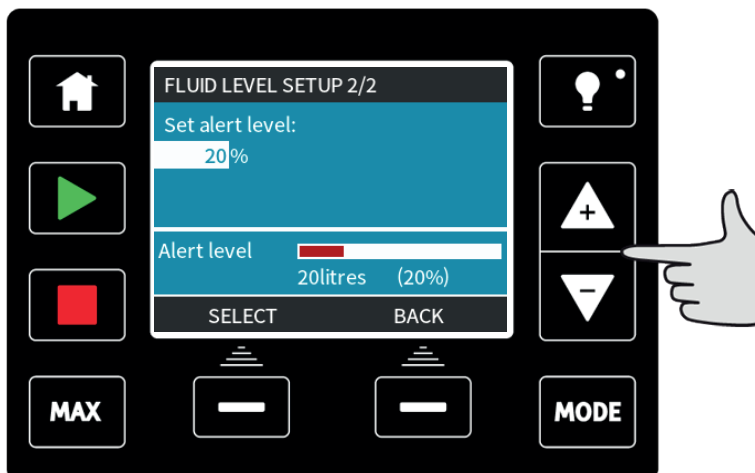 FLUID LEVEL SETUP 2/2
Set alert level:
20%
Alert level
20litres (20%)
SELECT BACK
+
−
MAX
MODE